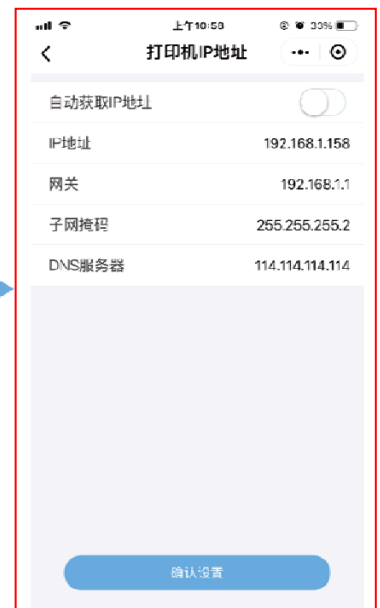 上午10:58 33%
打印机IP地址
自动获取IP地址
IP地址 192.168.1.158
网关 192.168.1.1
子网掩码 255.255.255.2
DNS服务器 114.114.114.114
确认设置